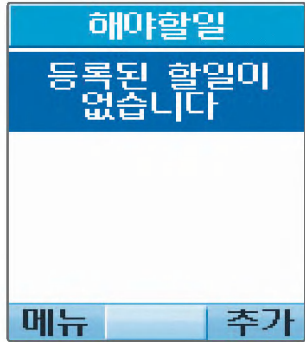 해야할일
등록된 할일이
없습니다
메뉴
추가